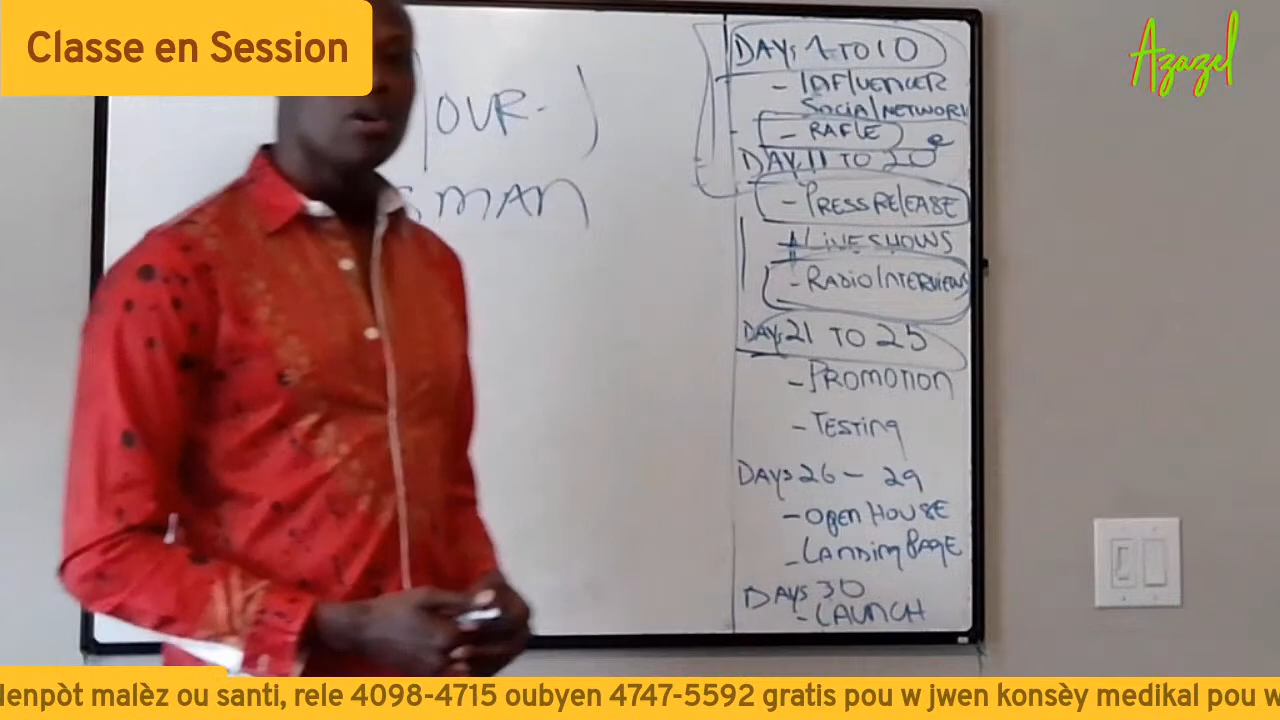 Classe en Session
Azazel
OUR-)
SMAN
DAYS 1 TO 10
- INFLUENCER
SOCIAL NETWORK
- RAFLE
DAY 11 TO 20
- PRESS RELEASE
LIVE SHOWS
- RADIO INTERVIEWS
DAYS 21 TO 25
- PROMOTION
- TESTING
DAYS 26 - 29
- OPEN HOUSE
- LANDING PAGE
DAYS 30
- LAUNCH
lenpòt malèz ou santi, rele 4098-4715 oubyen 4747-5592 gratis pou w jwen konsèy medikal pou w